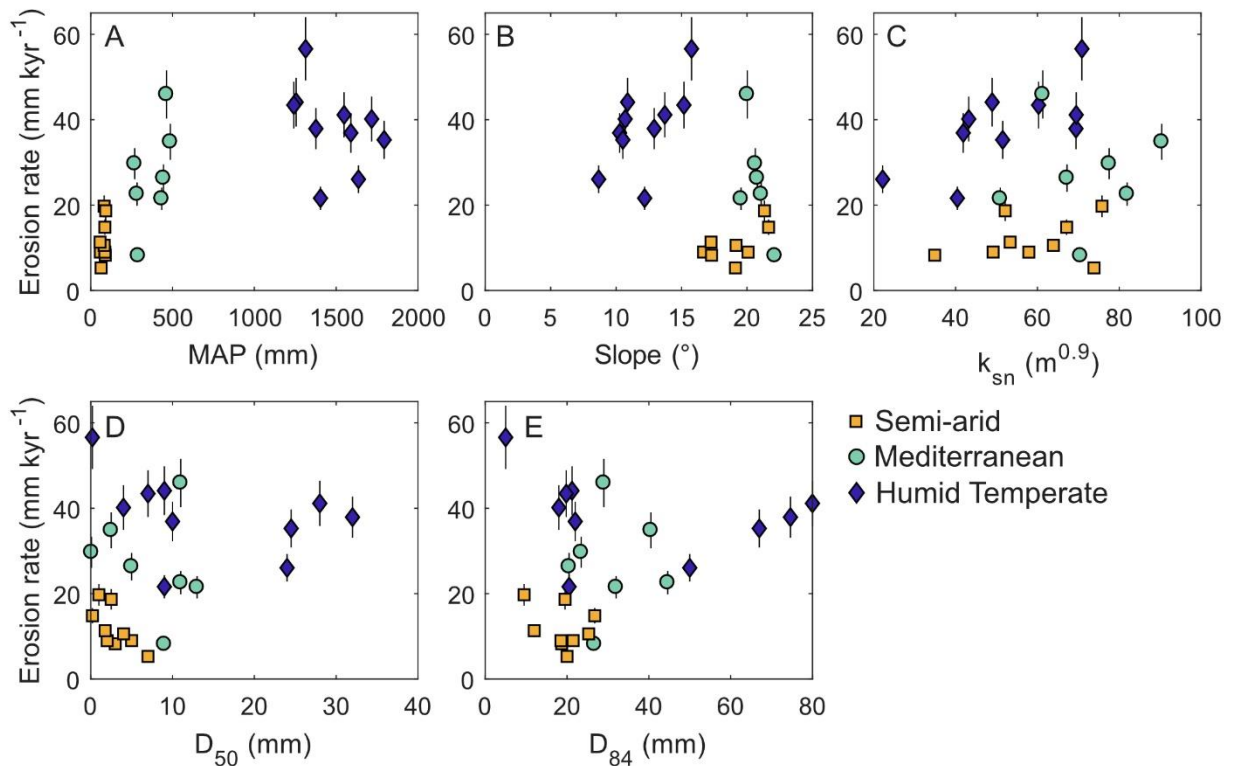 A
B
C
Erosion rate (mm kyr⁻¹)
60
40
20
0
0 500 1000 1500 2000
MAP (mm)
60
40
20
0
0 5 10 15 20 25
Slope (°)
60
40
20
0
20 40 60 80 100
kₛₙ (m⁰·⁹)
D
E
Erosion rate (mm kyr⁻¹)
60
40
20
0
0 10 20 30 40
D₅₀ (mm)
60
40
20
0
0 20 40 60 80
D₈₄ (mm)
Semi-arid
Mediterranean
Humid Temperate